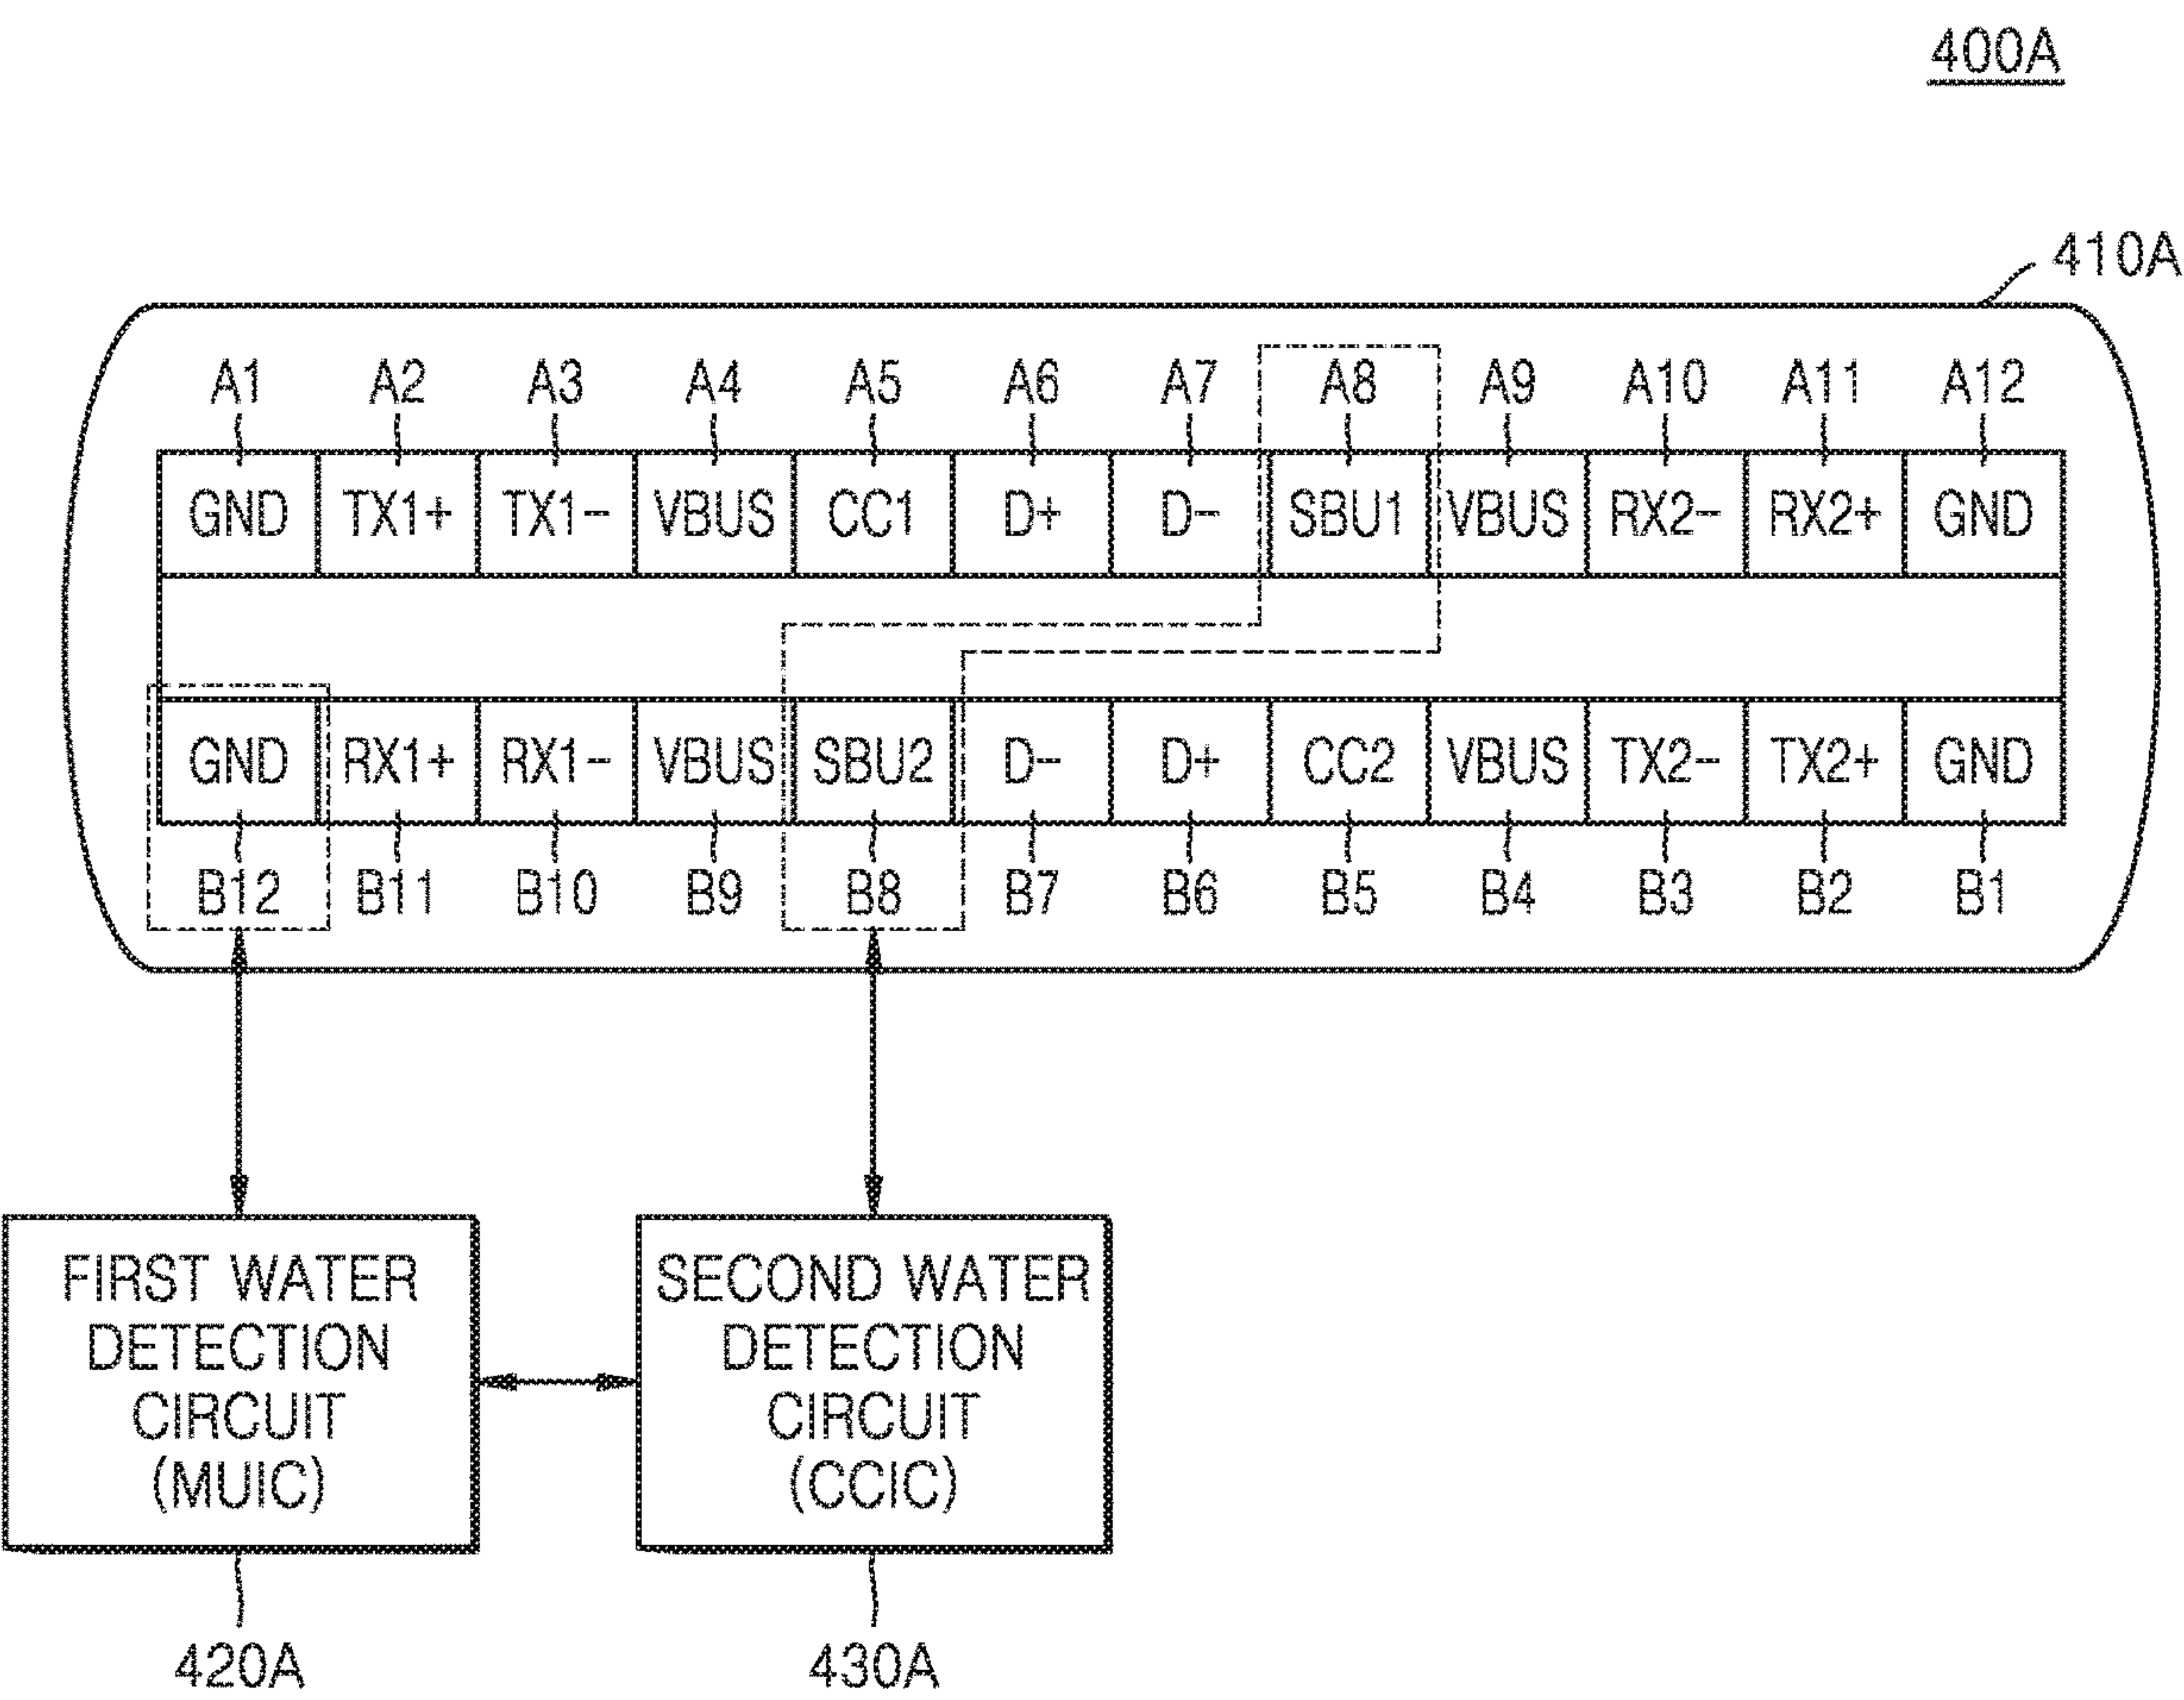 400A
410A
A1 A2 A3 A4 A5 A6 A7 A8 A9 A10 A11 A12
GND TX1+ TX1- VBUS CC1 D+ D- SBU1 VBUS RX2- RX2+ GND
GND RX1+ RX1- VBUS SBU2 D- D+ CC2 VBUS TX2- TX2+ GND
B12 B11 B10 B9 B8 B7 B6 B5 B4 B3 B2 B1
FIRST WATER
DETECTION
CIRCUIT
(MUIC)
SECOND WATER
DETECTION
CIRCUIT
(CCIC)
420A
430A